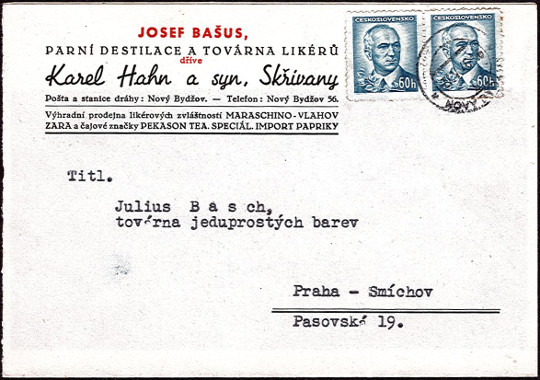 JOSEF BAŠUS,
PARNÍ DESTILACE A TOVÁRNA LIKÉRŮ
dříve
Karel Hahn a syn, Skřivany
Pošta a stanice dráhy: Nový Bydžov. — Telefon: Nový Bydžov 56.
Výhradní prodejna likérových zvláštností MARASCHINO-VLAHOV
ZARA a čajové značky PEKASON TEA. SPECIÁL. IMPORT PAPRIKY
ČESKOSLOVENSKO
60h
ČESKOSLOVENSKO
60h
Titl.
Julius Basch,
továrna jeduprostých barev
Praha - Smíchov
Pasovská 19.